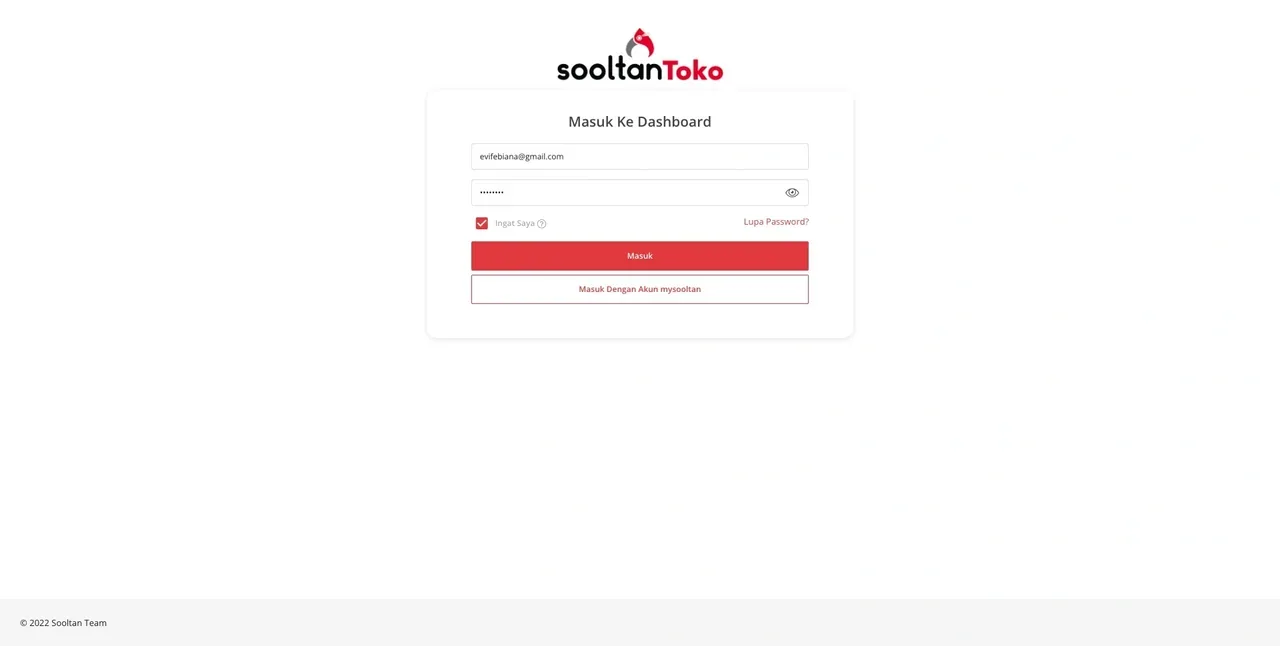 sooltanToko
Masuk Ke Dashboard
evifebiana@gmail.com
••••••••
Ingat Saya ?
Lupa Password?
Masuk
Masuk Dengan Akun mysooltan
© 2022 Sooltan Team